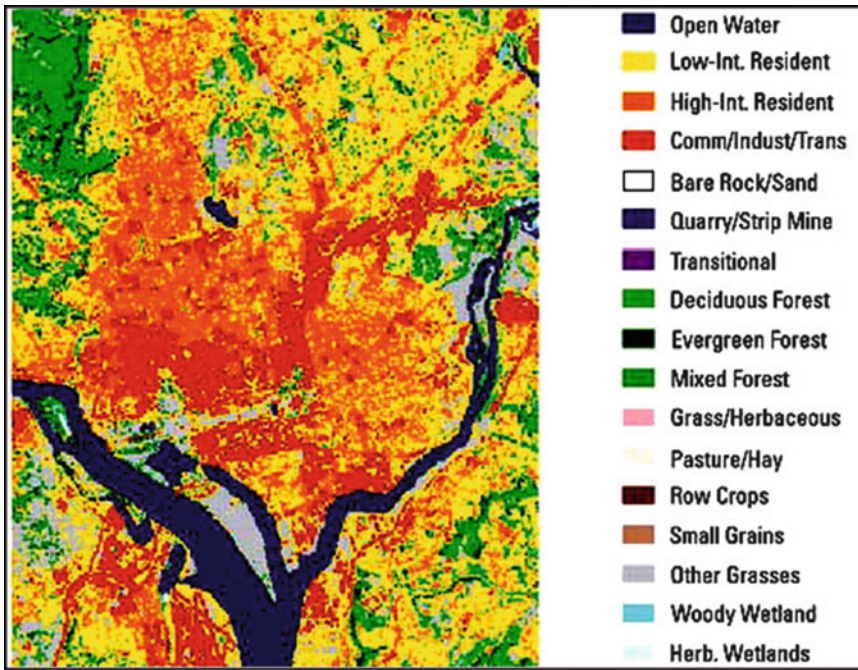 Open Water
Low-Int. Resident
High-Int. Resident
Comm/Indust/Trans
Bare Rock/Sand
Quarry/Strip Mine
Transitional
Deciduous Forest
Evergreen Forest
Mixed Forest
Grass/Herbaceous
Pasture/Hay
Row Crops
Small Grains
Other Grasses
Woody Wetland
Herb. Wetlands